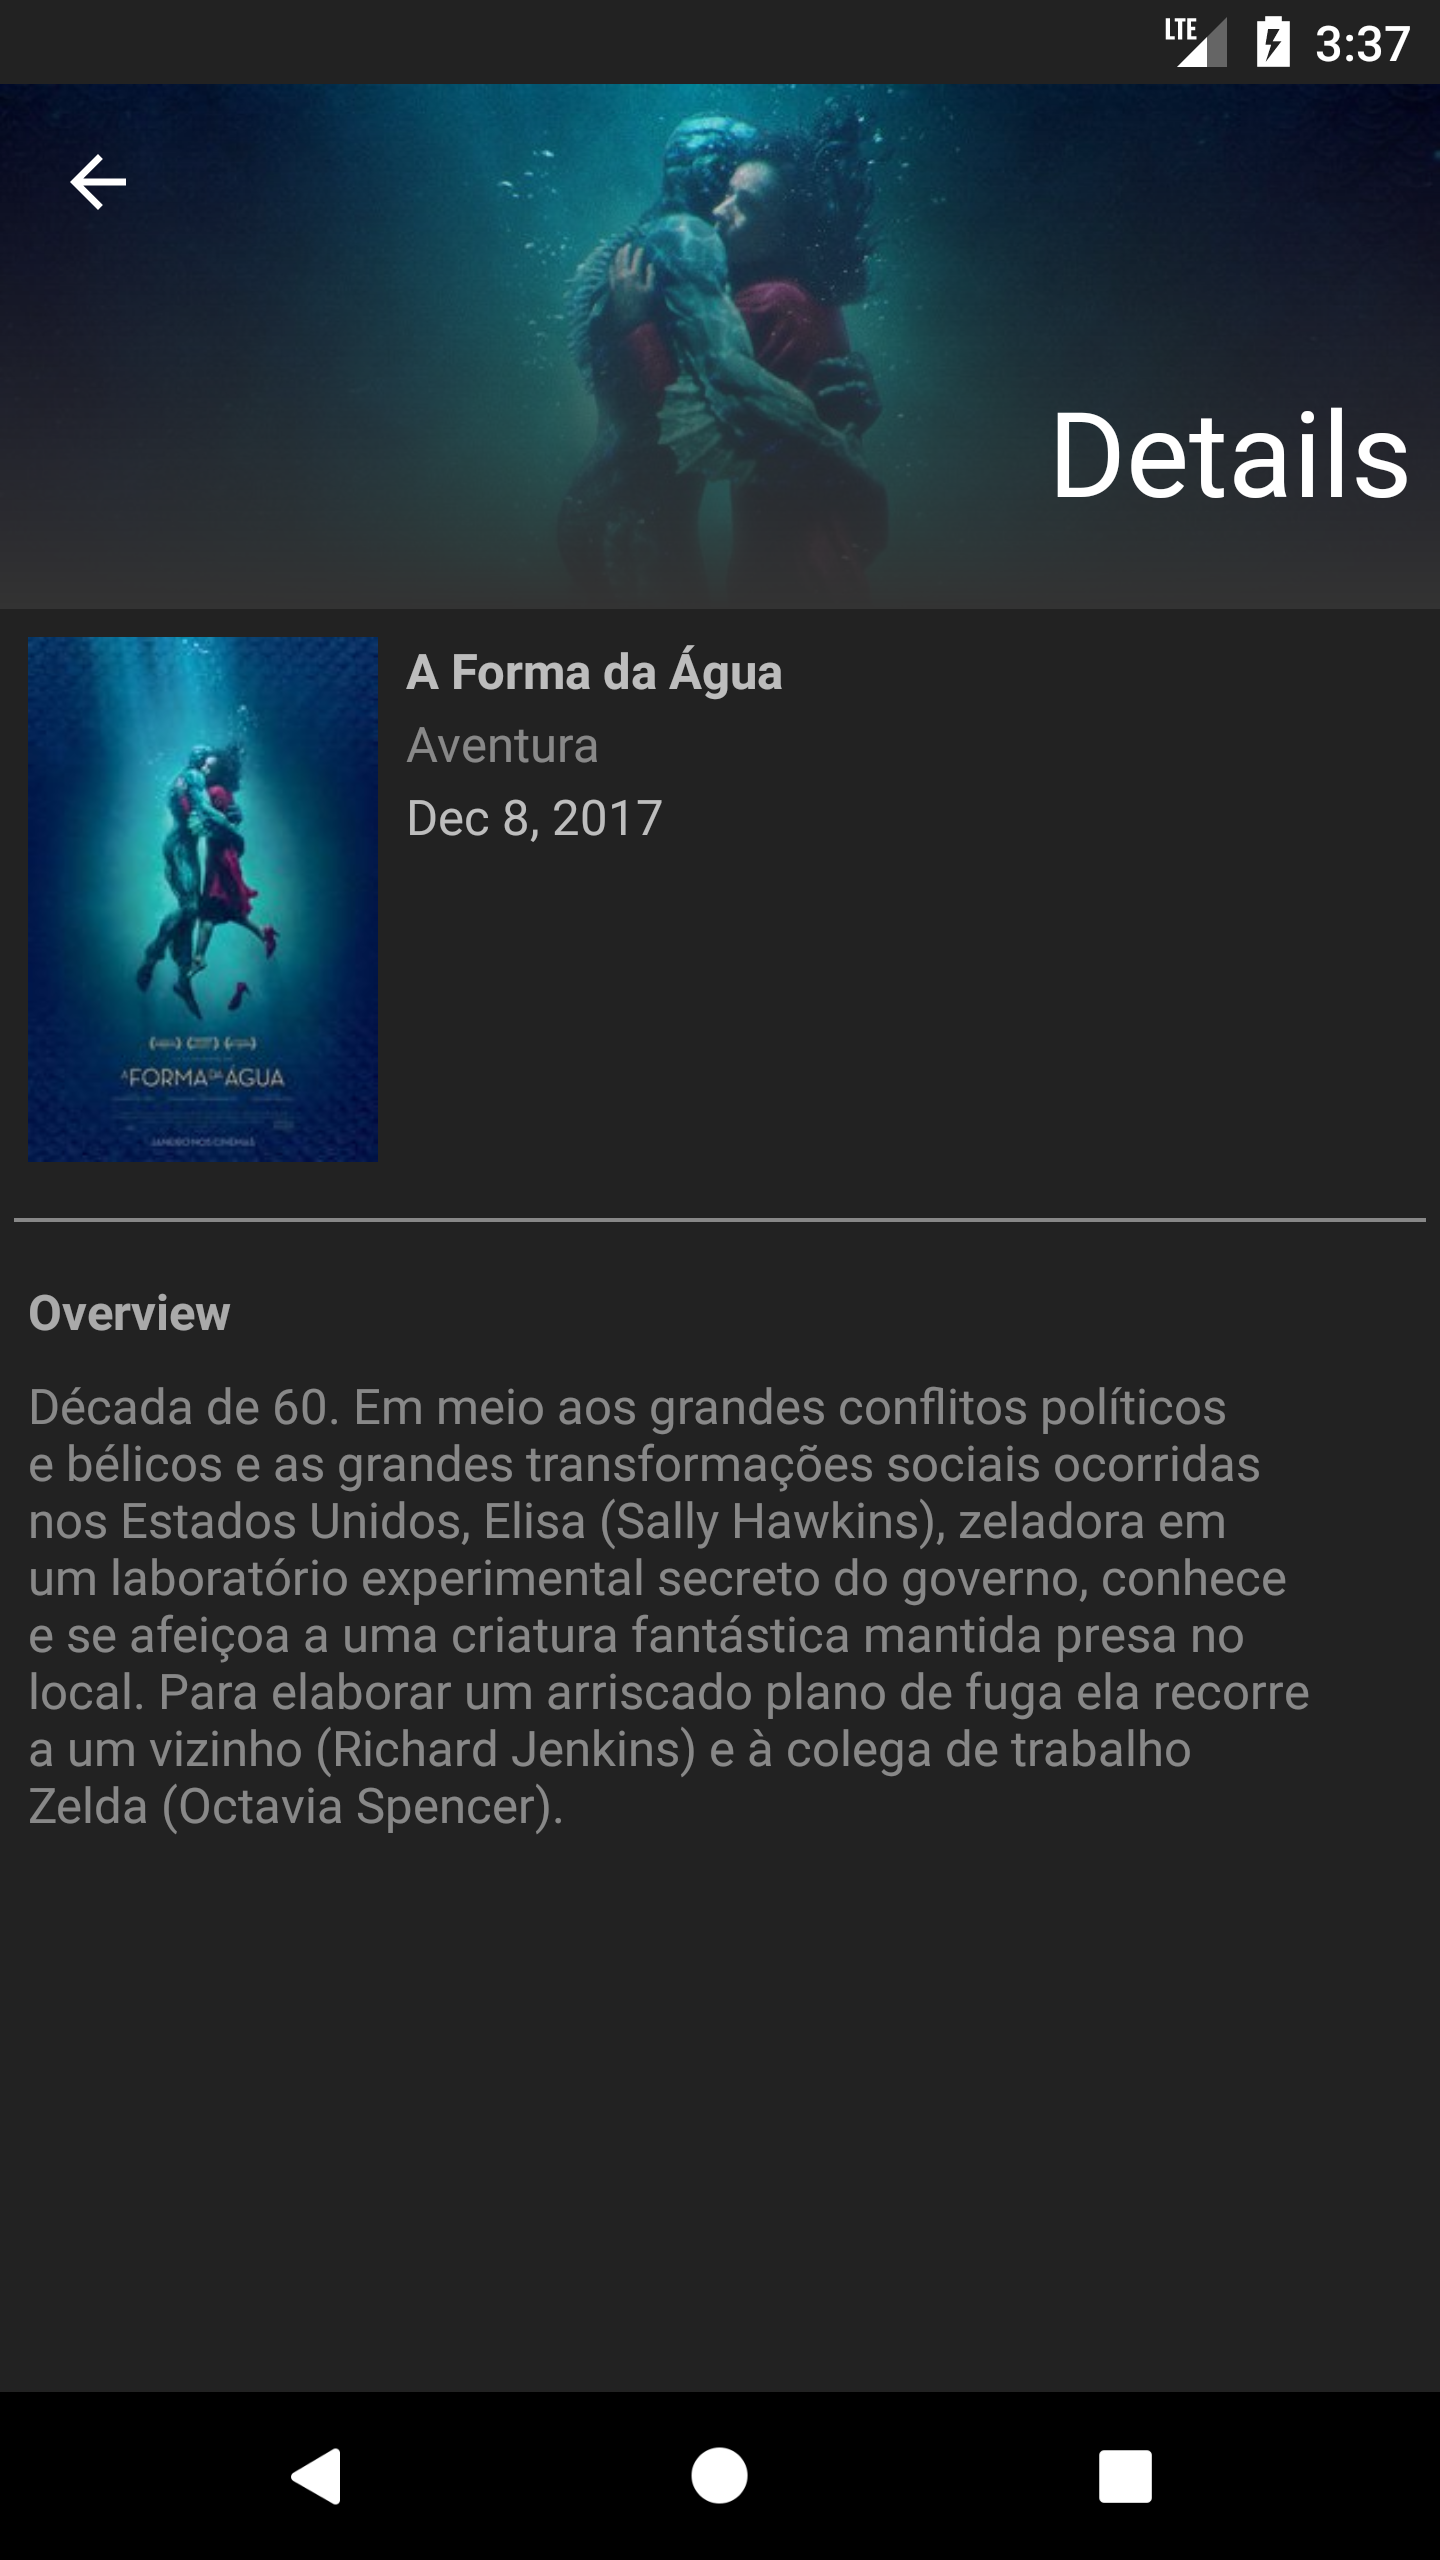 LTE 3:37
Details
A Forma da Água
Aventura
Dec 8, 2017
A FORMA DA ÁGUA
JANEIRO NOS CINEMAS
Overview
Década de 60. Em meio aos grandes conflitos políticos
e bélicos e as grandes transformações sociais ocorridas
nos Estados Unidos, Elisa (Sally Hawkins), zeladora em
um laboratório experimental secreto do governo, conhece
e se afeiçoa a uma criatura fantástica mantida presa no
local. Para elaborar um arriscado plano de fuga ela recorre
a um vizinho (Richard Jenkins) e à colega de trabalho
Zelda (Octavia Spencer).